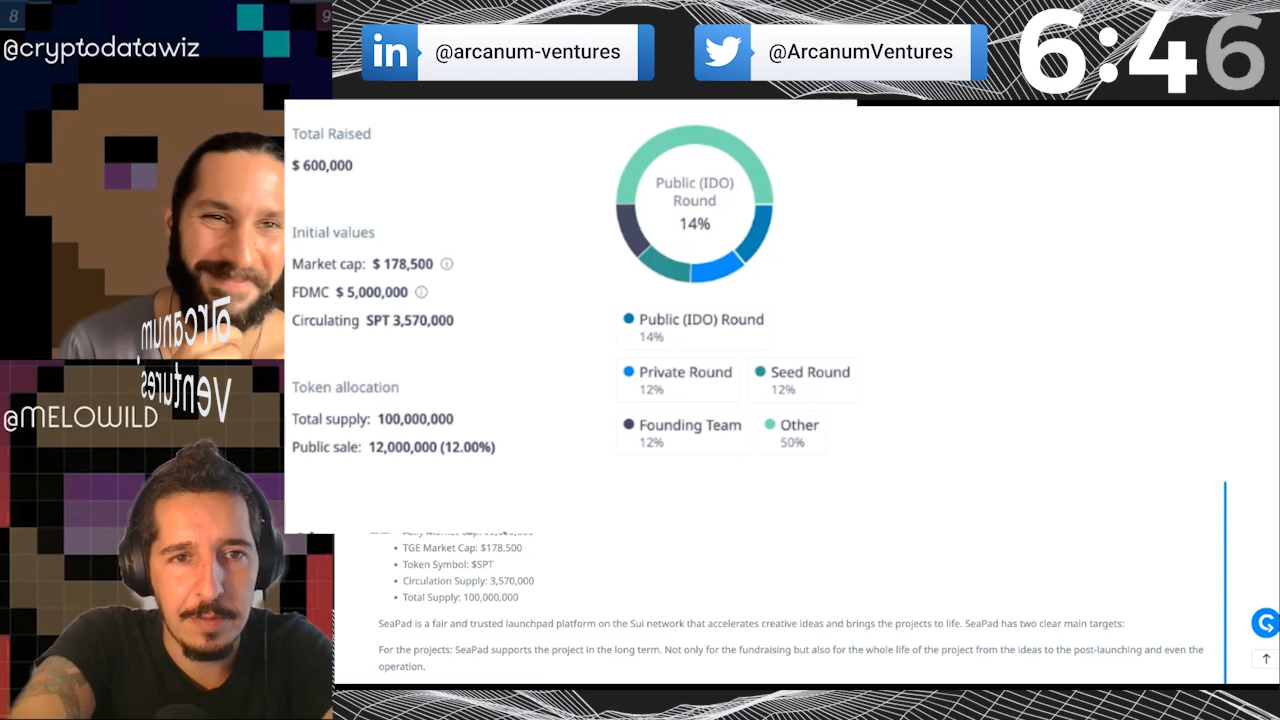 8
9
@cryptodatawiz
in @arcanum-ventures
@ArcanumVentures
6:46
Total Raised
$ 600,000
Initial values
Market cap: $ 178,500
FDMC $ 5,000,000
Circulating SPT 3,570,000
Token allocation
Total supply: 100,000,000
Public sale: 12,000,000 (12.00%)
Public (IDO)
Round
14%
Public (IDO) Round
14%
Private Round
12%
Seed Round
12%
Founding Team
12%
Other
50%
arcanum
ventures
@MELOWILD
• TGE Market Cap: $178,500
• Token Symbol: $SPT
• Circulation Supply: 3,570,000
• Total Supply: 100,000,000
SeaPad is a fair and trusted launchpad platform on the Sui network that accelerates creative ideas and brings the projects to life. SeaPad has two clear main targets:
For the projects: SeaPad supports the project in the long term. Not only for the fundraising but also for the whole life of the project from the ideas to the post-launching and even the
operation.